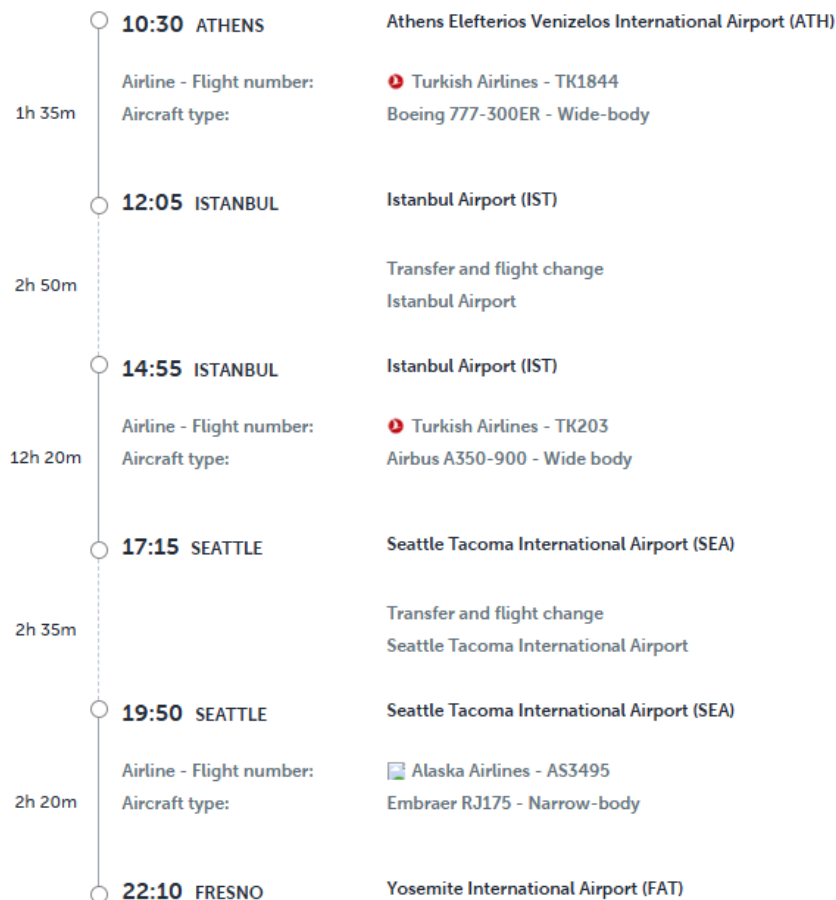 10:30 ATHENS Athens Elefterios Venizelos International Airport (ATH)
Airline - Flight number: Turkish Airlines - TK1844
1h 35m Aircraft type: Boeing 777-300ER - Wide-body
12:05 ISTANBUL Istanbul Airport (IST)
Transfer and flight change
2h 50m
Istanbul Airport
14:55 ISTANBUL Istanbul Airport (IST)
Airline - Flight number: Turkish Airlines - TK203
12h 20m Aircraft type: Airbus A350-900 - Wide body
17:15 SEATTLE Seattle Tacoma International Airport (SEA)
Transfer and flight change
2h 35m
Seattle Tacoma International Airport
19:50 SEATTLE Seattle Tacoma International Airport (SEA)
Airline - Flight number: Alaska Airlines - AS3495
2h 20m Aircraft type: Embraer RJ175 - Narrow-body
22:10 FRESNO Yosemite International Airport (FAT)